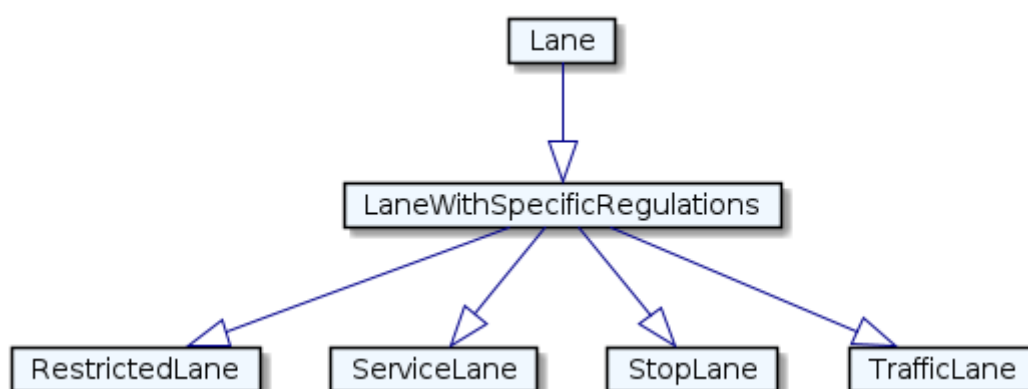 Lane
LaneWithSpecificRegulations
RestrictedLane ServiceLane StopLane TrafficLane